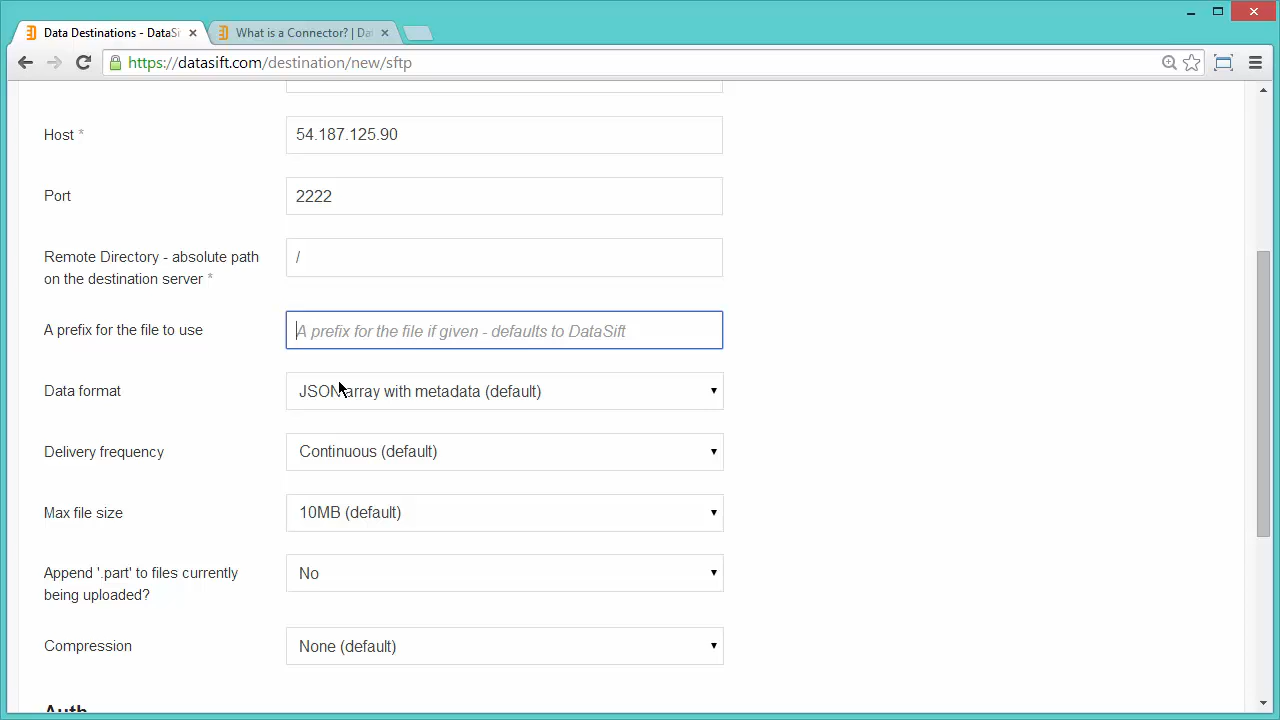 Data Destinations - DataSi
What is a Connector? | Da
https://datasift.com/destination/new/sftp
Host *
54.187.125.90
Port
2222
Remote Directory - absolute path
on the destination server *
/
A prefix for the file to use
A prefix for the file if given - defaults to DataSift
Data format
JSON array with metadata (default)
Delivery frequency
Continuous (default)
Max file size
10MB (default)
Append '.part' to files currently
being uploaded?
No
Compression
None (default)
Auth